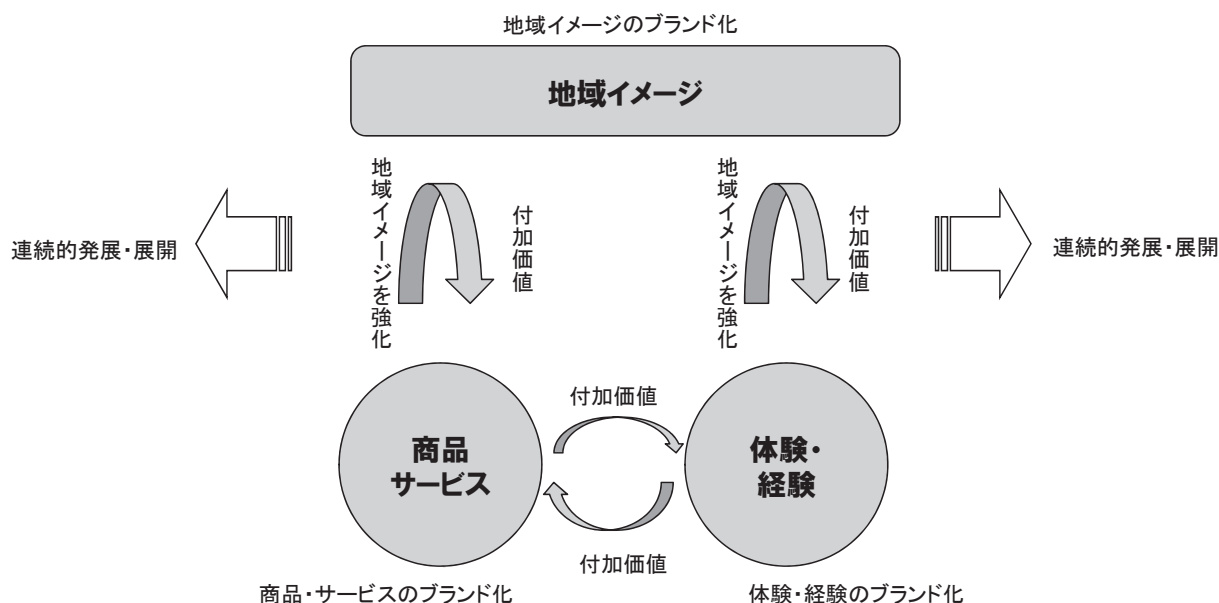 地域イメージのブランド化
地域イメージ
地域イメージを強化
付加価値
地域イメージを強化
付加価値
連続的発展・展開
連続的発展・展開
付加価値
商品
サービス
体験・
経験
付加価値
商品・サービスのブランド化
体験・経験のブランド化